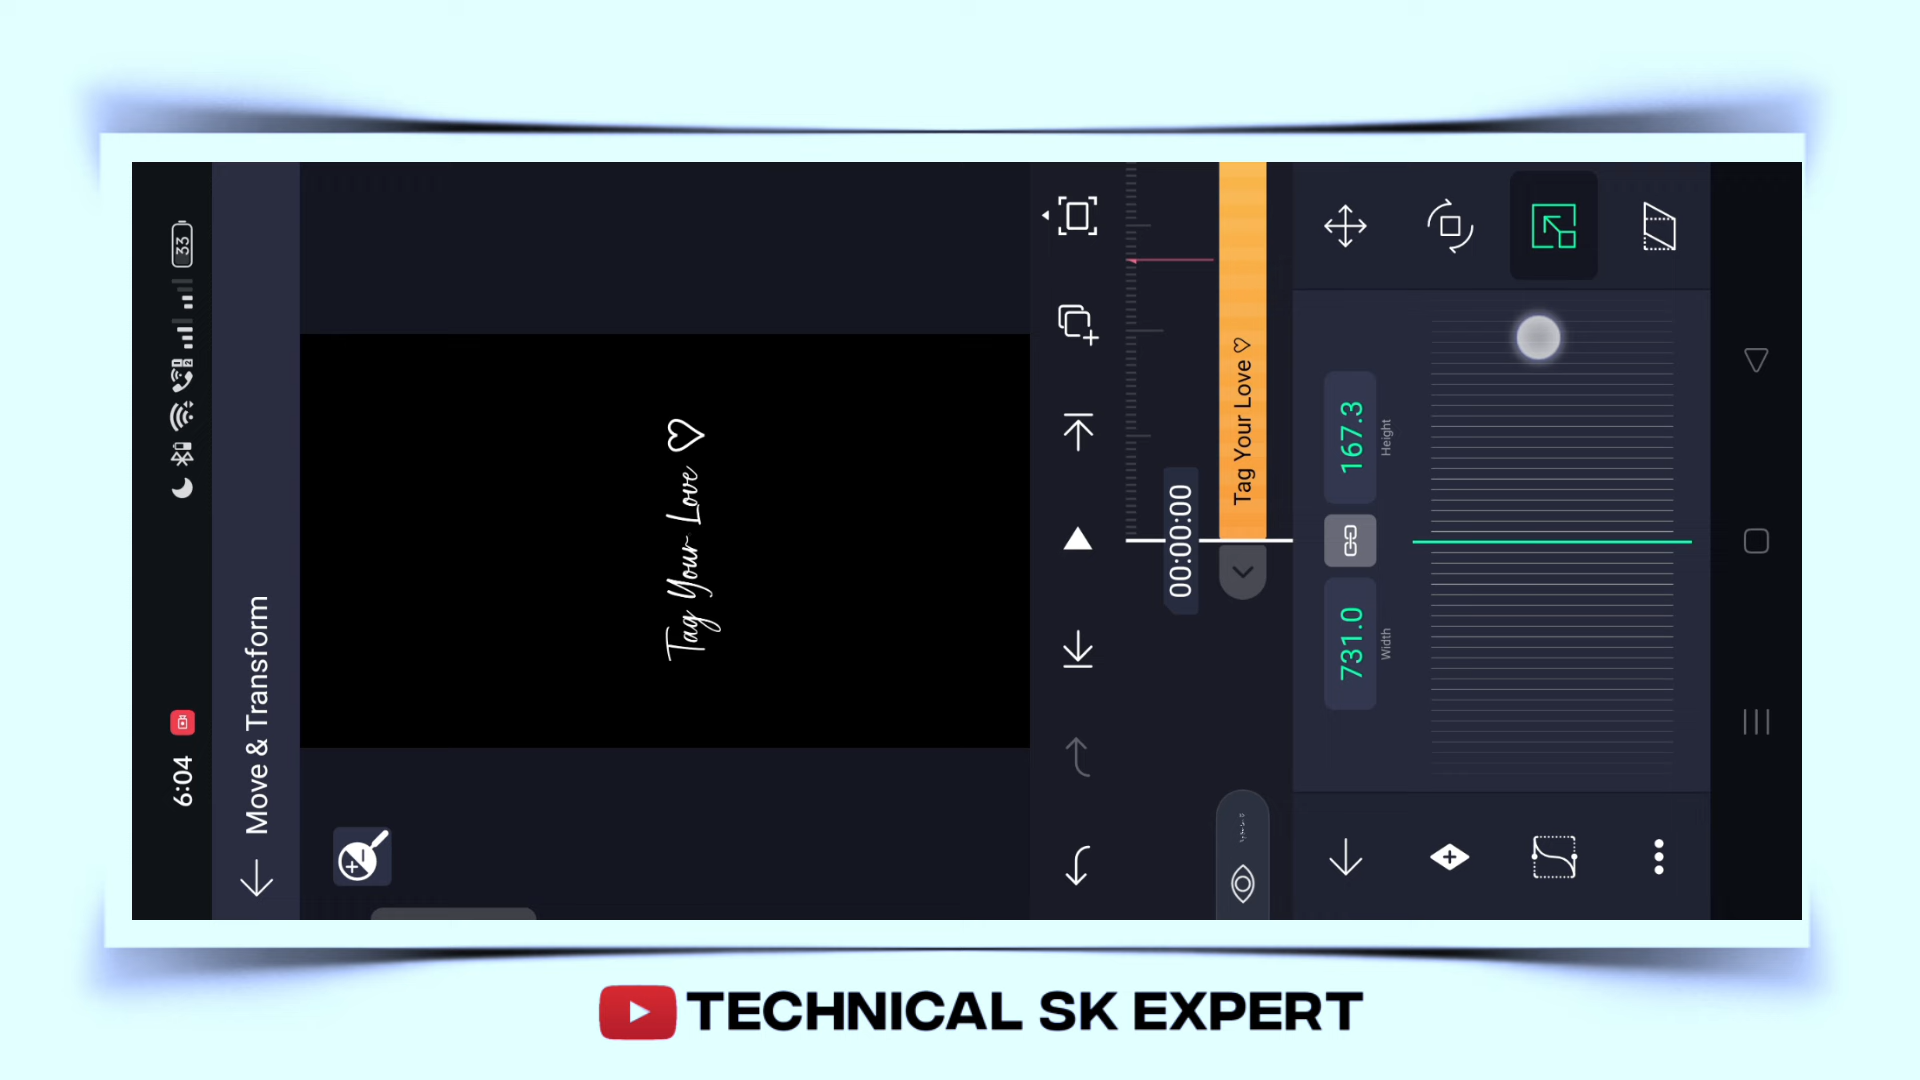 6:04
33
Move & Transform
Tag Your Love ♡
00:00:00
Tag Your Love ♡
731.0
Width
167.3
Height
TECHNICAL SK EXPERT